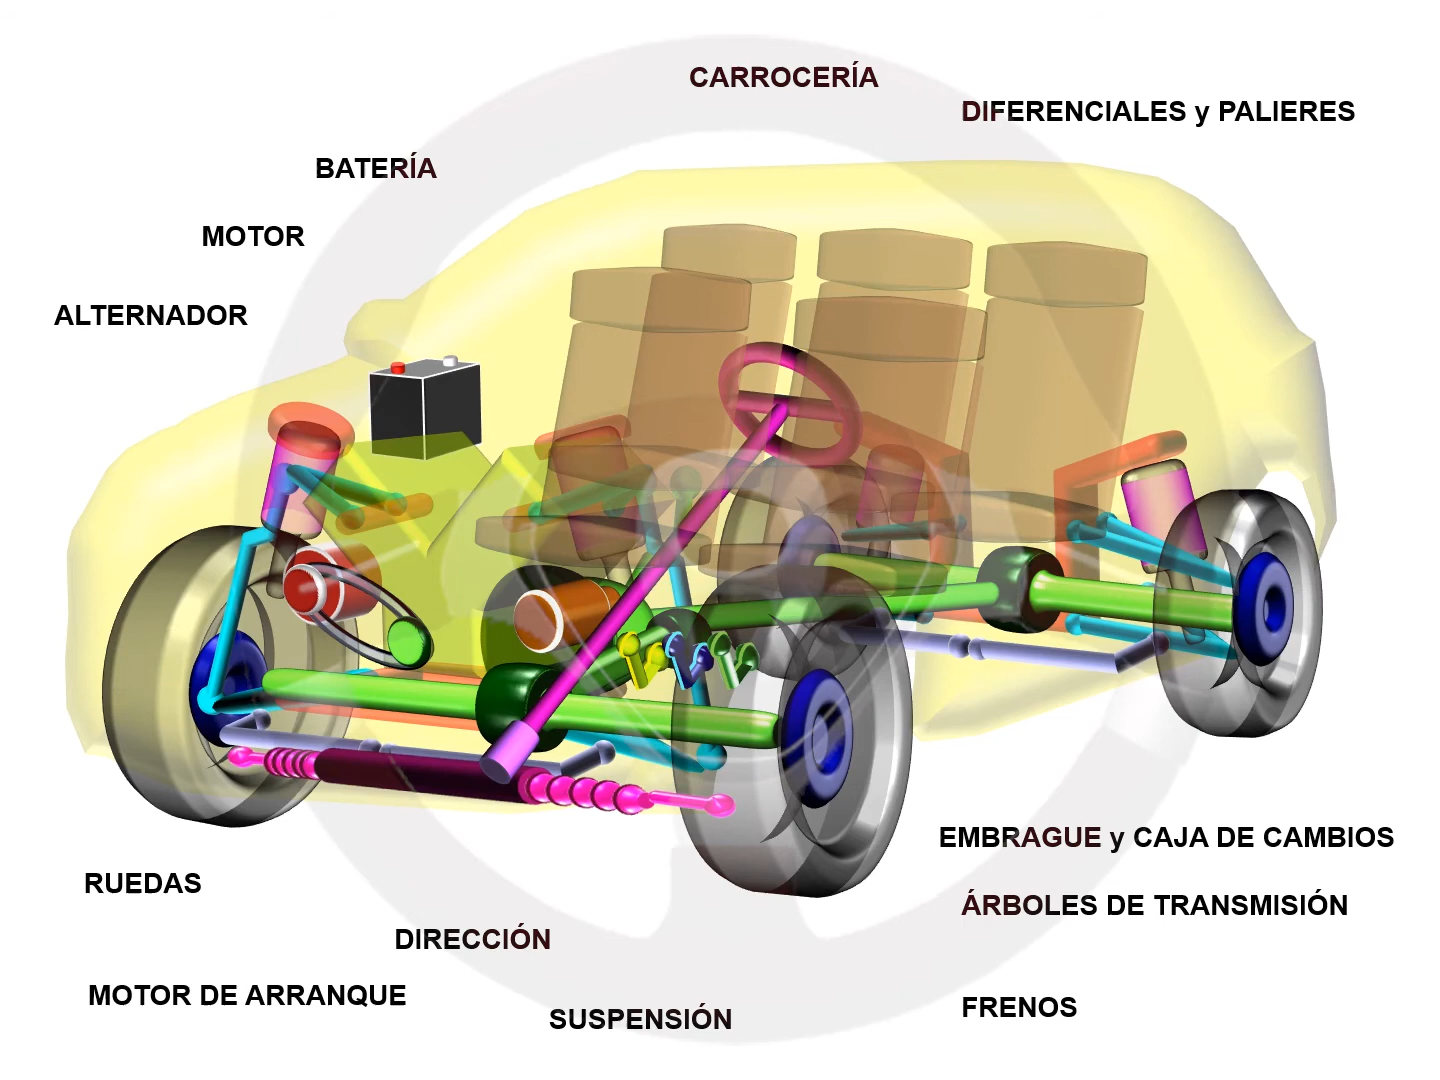 CARROCERÍA
DIFERENCIALES y PALIERES
BATERÍA
MOTOR
ALTERNADOR
EMBRAGUE y CAJA DE CAMBIOS
RUEDAS
ÁRBOLES DE TRANSMISIÓN
DIRECCIÓN
MOTOR DE ARRANQUE
FRENOS
SUSPENSIÓN